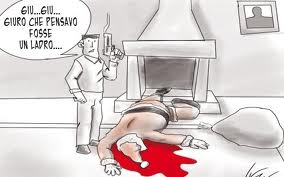 GIU...GIU...
GIURO CHE PENSAVO
FOSSE
UN LADRO....